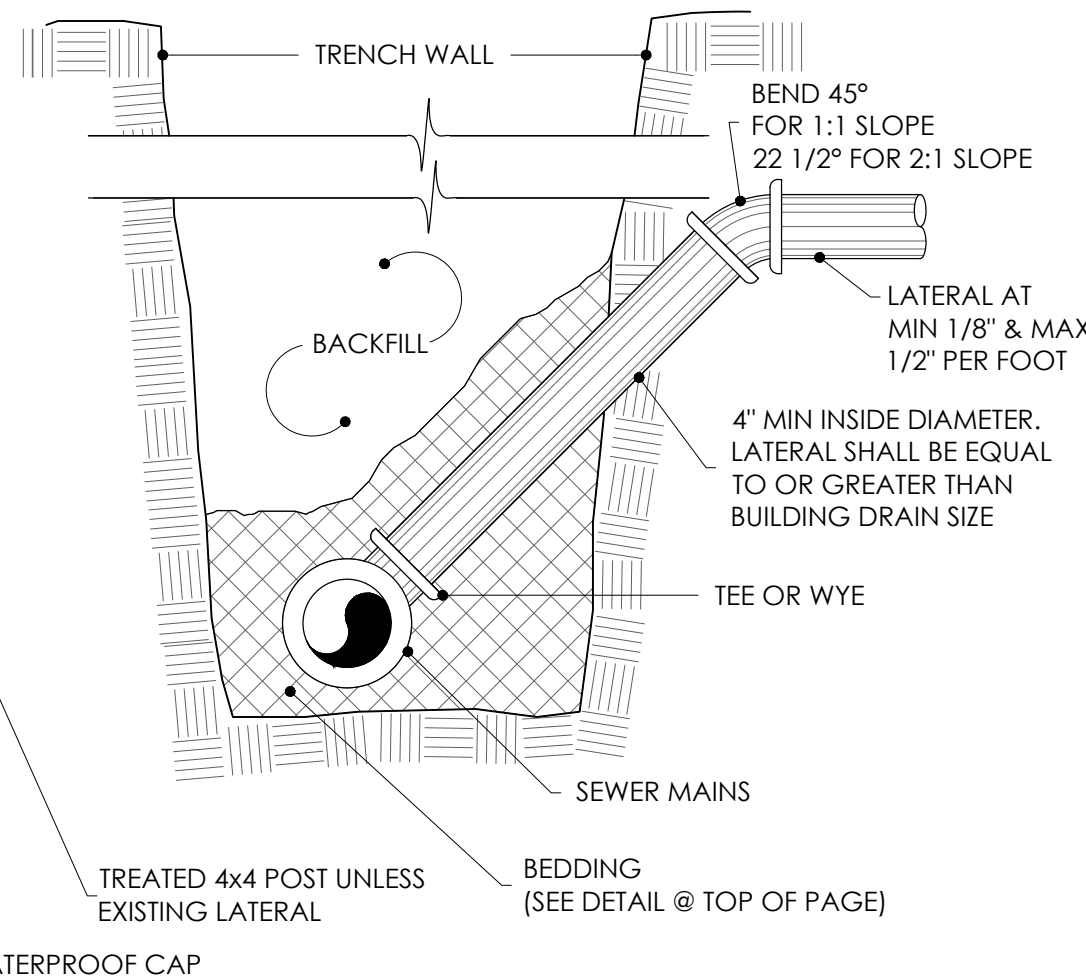 TRENCH WALL
BEND 45°
FOR 1:1 SLOPE
22 1/2° FOR 2:1 SLOPE
BACKFILL
LATERAL AT
MIN 1/8" & MAX
1/2" PER FOOT
4" MIN INSIDE DIAMETER.
LATERAL SHALL BE EQUAL
TO OR GREATER THAN
BUILDING DRAIN SIZE
TEE OR WYE
SEWER MAINS
BEDDING
(SEE DETAIL @ TOP OF PAGE)
TREATED 4x4 POST UNLESS
EXISTING LATERAL
ATERPROOF CAP